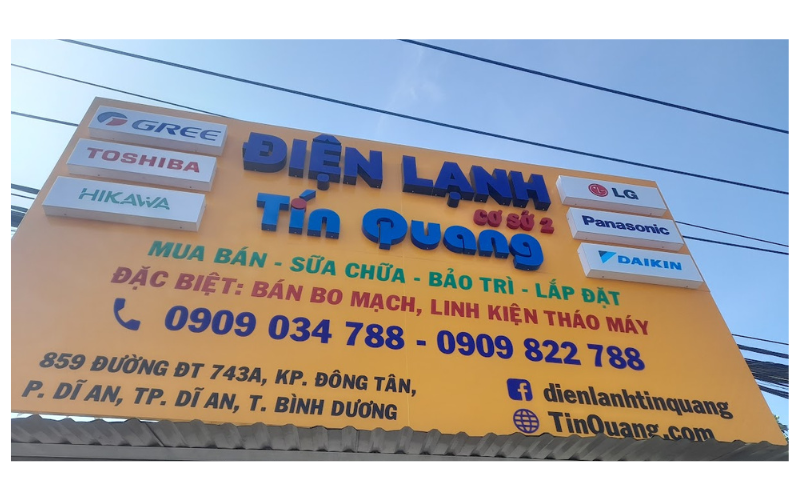 GREE
TOSHIBA
HIKAWA
ĐIỆN LẠNH
Tín Quang
CƠ SỞ 2
LG
Panasonic
DAIKIN
MUA BÁN - SỮA CHỮA - BẢO TRÌ - LẮP ĐẶT
ĐẶC BIỆT: BÁN BO MẠCH, LINH KIỆN THÁO MÁY
0909 034 788 - 0909 822 788
859 ĐƯỜNG ĐT 743A, KP. ĐÔNG TÂN,
P. DĨ AN, TP. DĨ AN, T. BÌNH DƯƠNG
dienlanhtinquang
TinQuang.com